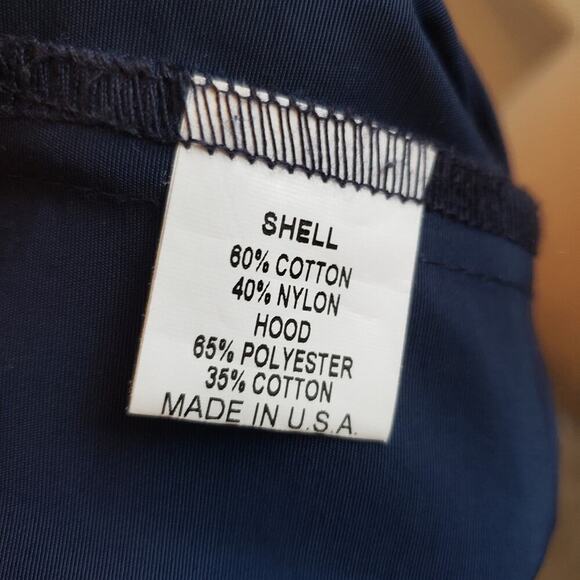 SHELL
60% COTTON
40% NYLON
HOOD
65% POLYESTER
35% COTTON
MADE IN U.S.A.